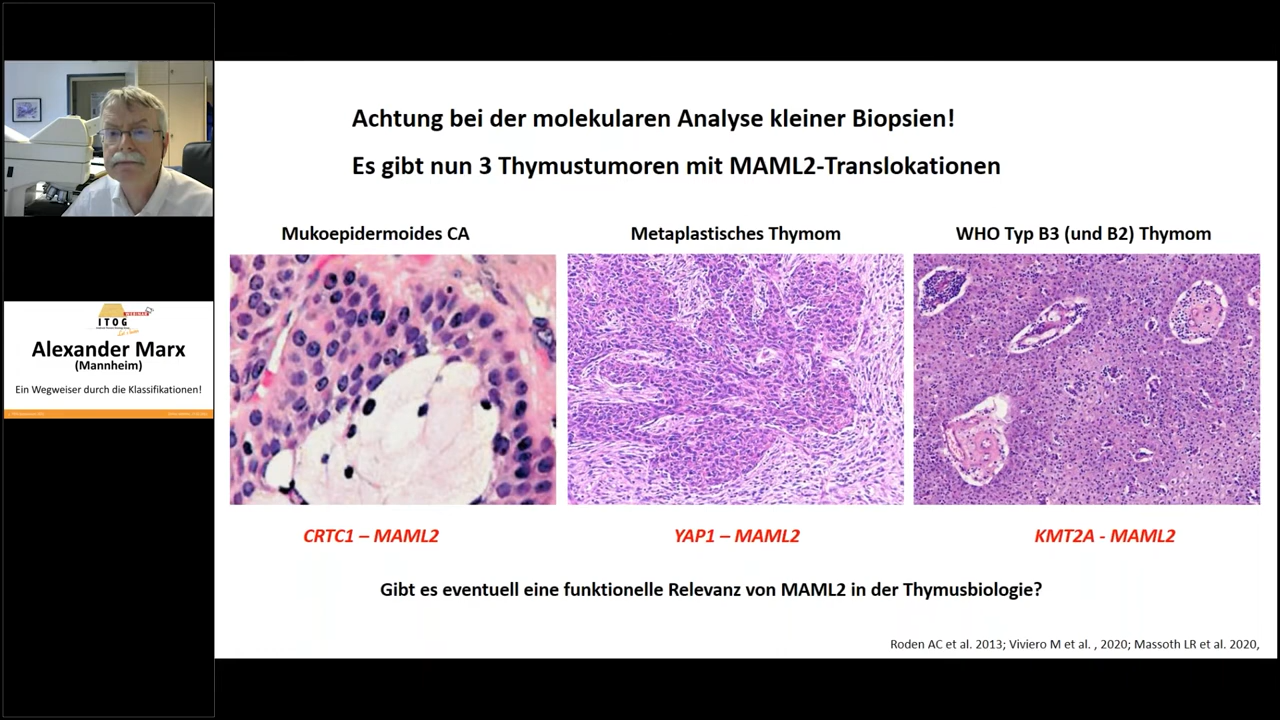 Achtung bei der molekularen Analyse kleiner Biopsien!
Es gibt nun 3 Thymustumoren mit MAML2-Translokationen
Mukoepidermoides CA
Metaplastisches Thymom
WHO Typ B3 (und B2) Thymom
CRTC1 – MAML2
YAP1 – MAML2
KMT2A - MAML2
Gibt es eventuell eine funktionelle Relevanz von MAML2 in der Thymusbiologie?
Roden AC et al. 2013; Viviero M et al. , 2020; Massoth LR et al. 2020,
WEBINAR
ITOG
Alexander Marx
(Mannheim)
Ein Wegweiser durch die Klassifikationen!